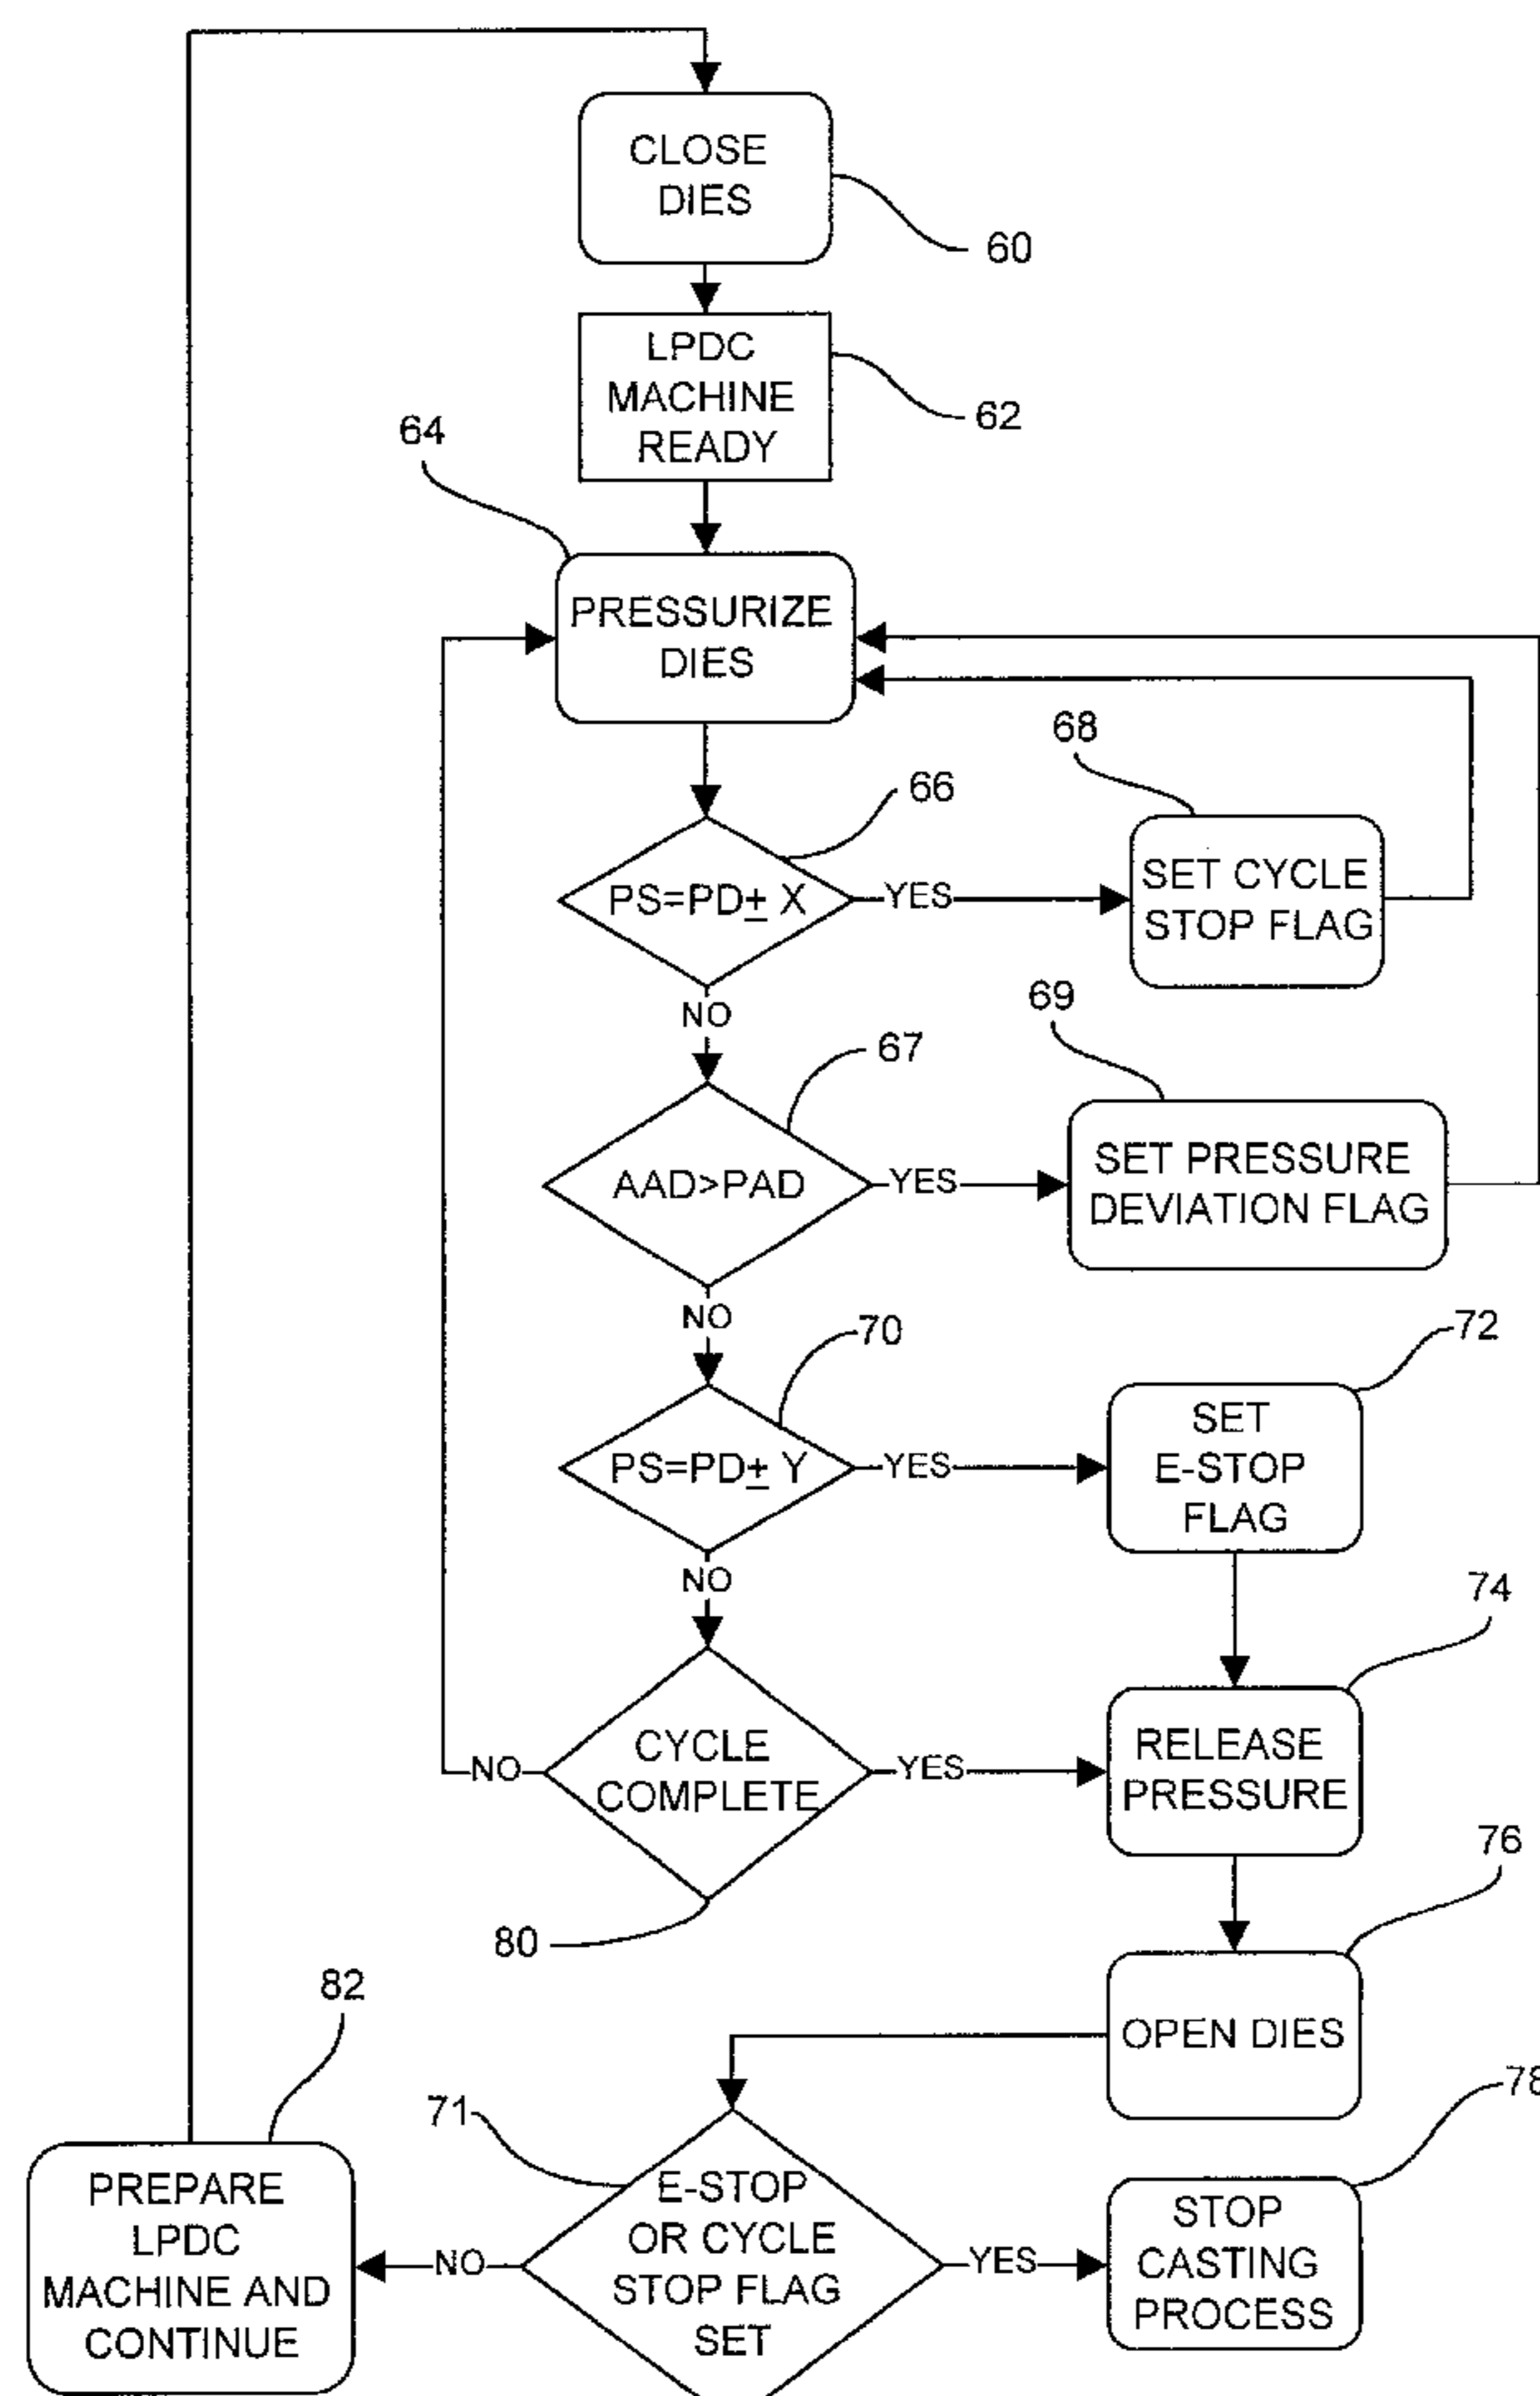 CLOSE
DIES
60
LPDC
MACHINE
READY
62
64
PRESSURIZE
DIES
66
PS=PD± X
YES
68
SET CYCLE
STOP FLAG
NO
67
AAD>PAD
YES
69
SET PRESSURE
DEVIATION FLAG
NO
70
PS=PD± Y
YES
72
SET
E-STOP
FLAG
NO
74
CYCLE
COMPLETE
NO
YES
RELEASE
PRESSURE
80
76
OPEN DIES
82
71
78
PREPARE
LPDC
MACHINE AND
CONTINUE
NO
E-STOP
OR CYCLE
STOP FLAG
SET
YES
STOP
CASTING
PROCESS